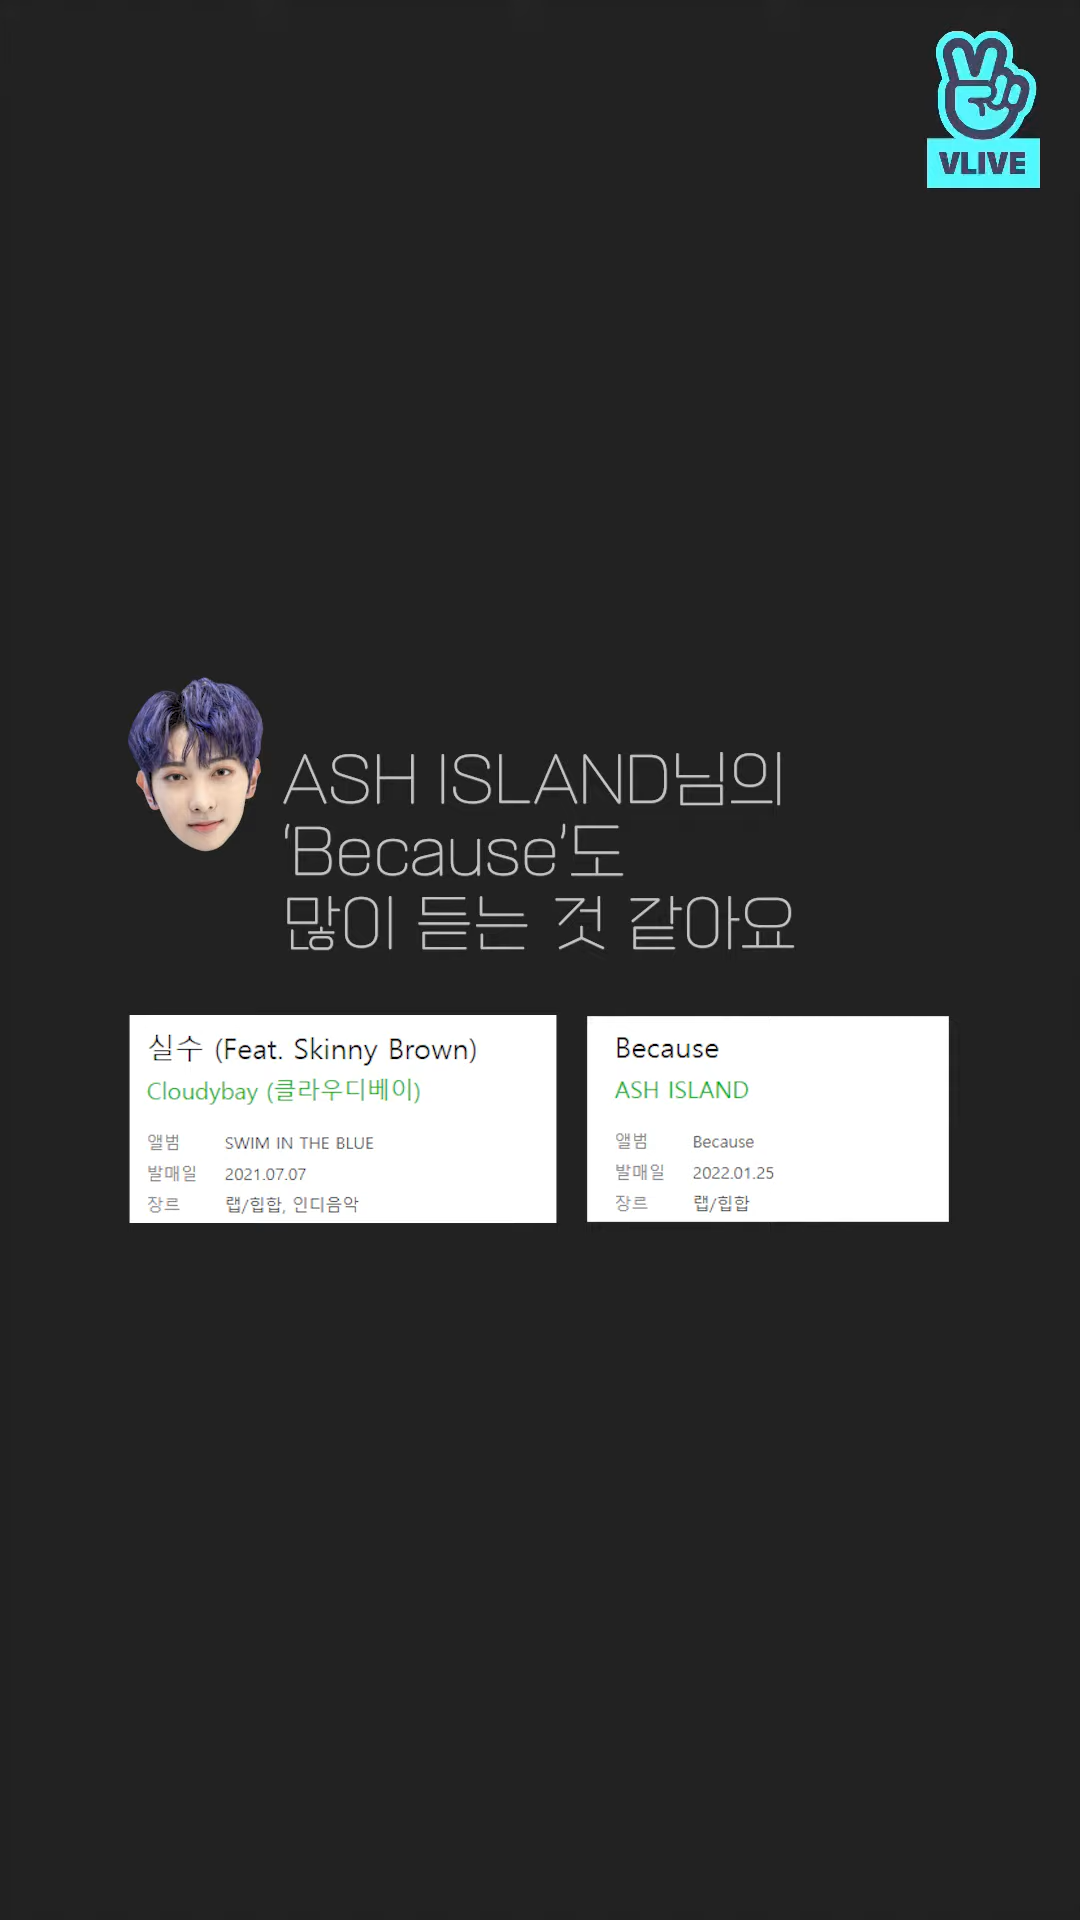 VLIVE
ASH ISLAND님의
‘Because’도
많이 듣는 것 같아요
실수 (Feat. Skinny Brown)
Cloudybay (클라우디베이)
앨범 SWIM IN THE BLUE
발매일 2021.07.07
장르 랩/힙합, 인디음악
Because
ASH ISLAND
앨범 Because
발매일 2022.01.25
장르 랩/힙합